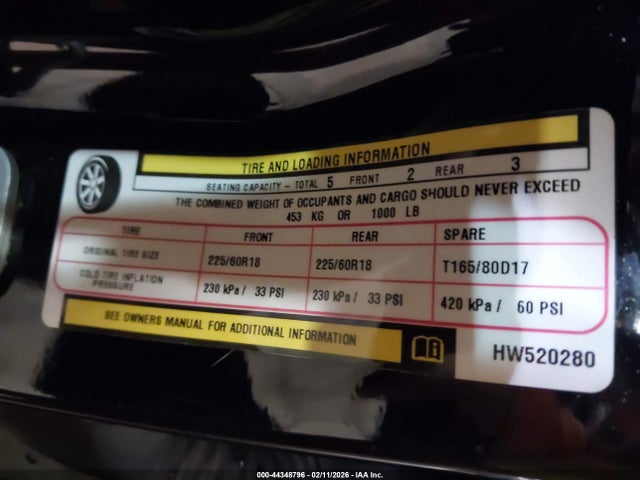 TIRE AND LOADING INFORMATION
SEATING CAPACITY - TOTAL 5 FRONT 2 REAR 3
THE COMBINED WEIGHT OF OCCUPANTS AND CARGO SHOULD NEVER EXCEED
453 KG OR 1000 LB
TIRE FRONT REAR SPARE
ORIGINAL TIRE SIZE 225/60R18 225/60R18 T165/80D17
COLD TIRE INFLATION PRESSURE 230 kPa / 33 PSI 230 kPa / 33 PSI 420 kPa / 60 PSI
SEE OWNERS MANUAL FOR ADDITIONAL INFORMATION
HW520280
000-44348796 - 02/11/2026 - IAA Inc.